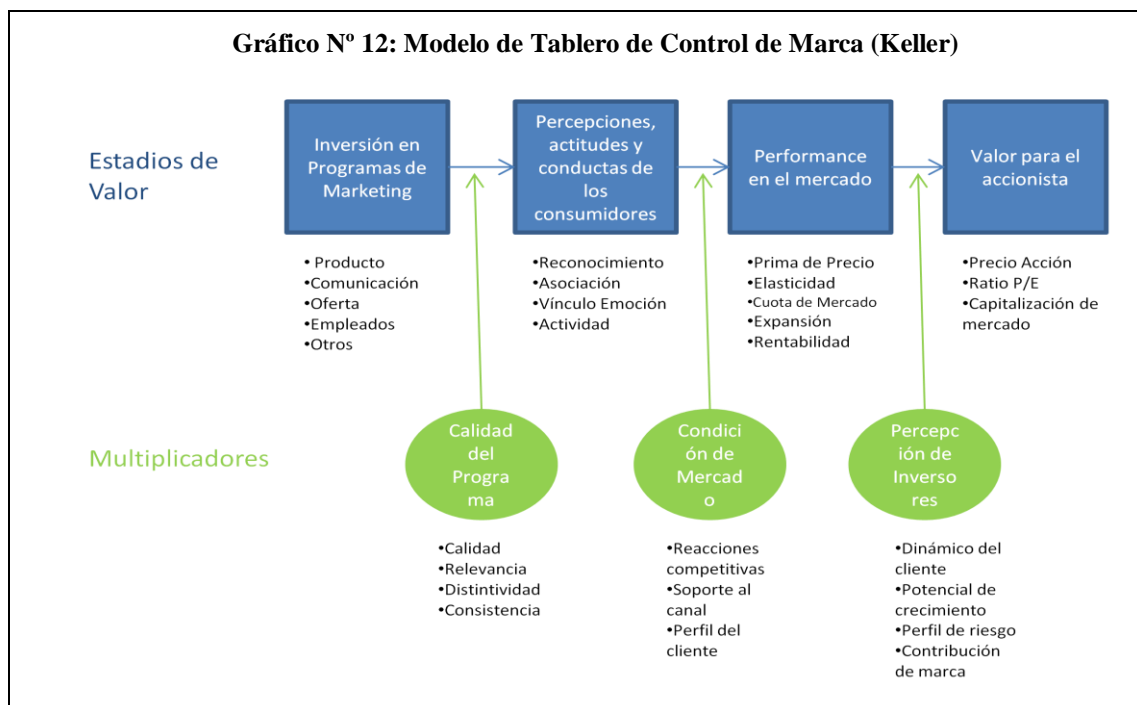 Gráfico Nº 12: Modelo de Tablero de Control de Marca (Keller)
Estadios de
Valor
Inversión en
Programas de
Marketing
Percepciones,
actitudes y
conductas de
los
consumidores
Performance
en el mercado
Valor para el
accionista
• Producto
•Comunicación
•Oferta
•Empleados
•Otros
•Reconocimiento
•Asociación
•Vínculo Emoción
•Actividad
•Prima de Precio
•Elasticidad
•Cuota de Mercado
•Expansión
•Rentabilidad
•Precio Acción
•Ratio P/E
•Capitalización de
mercado
Multiplicadores
Calidad
del
Progra
ma
Condici
ón de
Mercad
o
Percepc
ión de
Inverso
res
•Calidad
•Relevancia
•Distintividad
•Consistencia
•Reacciones
competitivas
•Soporte al
canal
•Perfil del
cliente
•Dinámico del
cliente
•Potencial de
crecimiento
•Perfil de riesgo
•Contribución
de marca